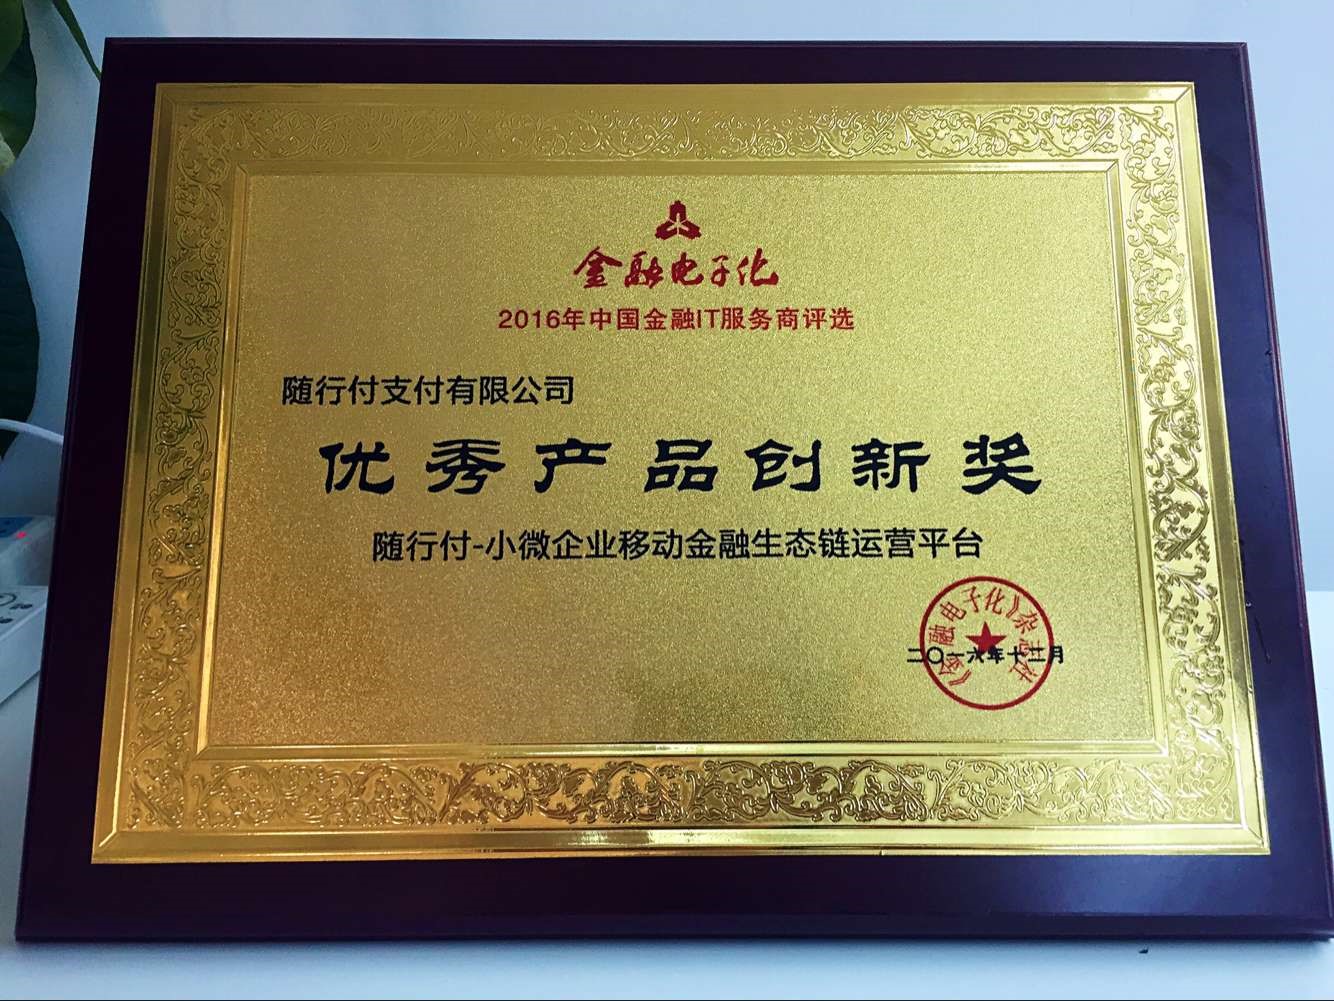 金融电子化
2016年中国金融IT服务商评选
随行付支付有限公司
优秀产品创新奖
随行付-小微企业移动金融生态链运营平台
《金融电子化》杂志社
二〇一六年十二月